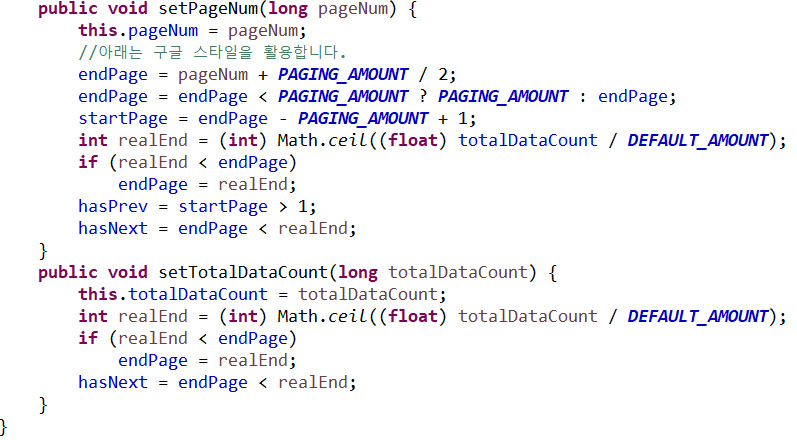 public void setPageNum(long pageNum) {
this.pageNum = pageNum;
//아래는 구글 스타일을 활용합니다.
endPage = pageNum + PAGING_AMOUNT / 2;
endPage = endPage < PAGING_AMOUNT ? PAGING_AMOUNT : endPage;
startPage = endPage - PAGING_AMOUNT + 1;
int realEnd = (int) Math.ceil((float) totalDataCount / DEFAULT_AMOUNT);
if (realEnd < endPage)
endPage = realEnd;
hasPrev = startPage > 1;
hasNext = endPage < realEnd;
}
public void setTotalDataCount(long totalDataCount) {
this.totalDataCount = totalDataCount;
int realEnd = (int) Math.ceil((float) totalDataCount / DEFAULT_AMOUNT);
if (realEnd < endPage)
endPage = realEnd;
hasNext = endPage < realEnd;
}
}